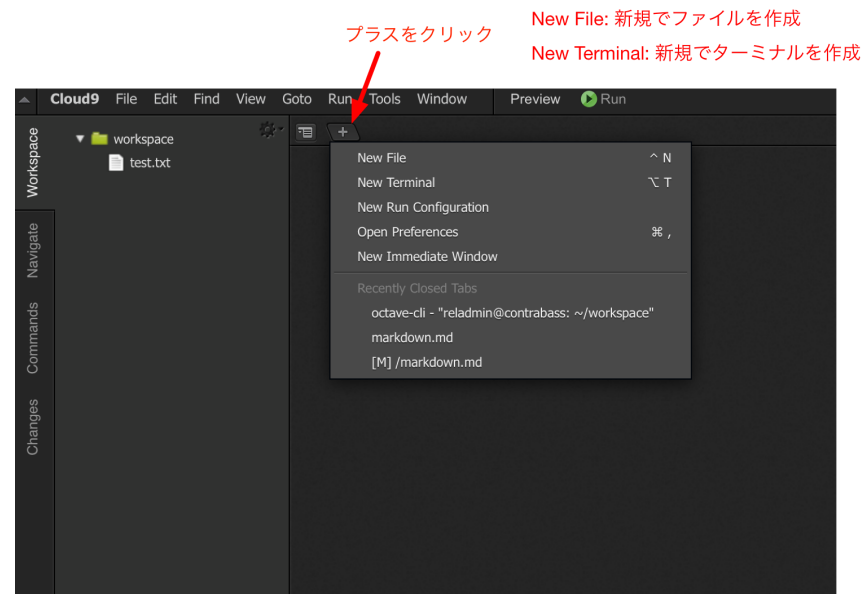 New File: 新規でファイルを作成
プラスをクリック
New Terminal: 新規でターミナルを作成
Cloud9 File Edit Find View Goto Run Tools Window Preview Run
Workspace
Navigate
Commands
Changes
workspace
test.txt
New File ^ N
New Terminal ⌥ T
New Run Configuration
Open Preferences ⌘ ,
New Immediate Window
Recently Closed Tabs
octave-cli - "reladmin@contrabass: ~/workspace"
markdown.md
[M] /markdown.md